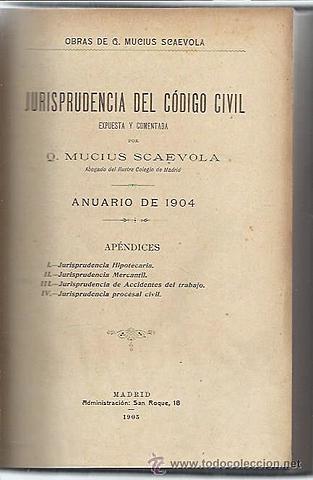 OBRAS DE Q. MUCIUS SCAEVOLA
JURISPRUDENCIA DEL CÓDIGO CIVIL
EXPUESTA Y COMENTADA
POR
Q. MUCIUS SCAEVOLA
Abogado del Ilustre Colegio de Madrid
ANUARIO DE 1904
APÉNDICES
I.—Jurisprudencia Hipotecaria.
II.—Jurisprudencia Mercantil.
III.—Jurisprudencia de Accidentes del trabajo.
IV.—Jurisprudencia procesal civil.
MADRID
Administración: San Roque, 18
1905
todocoleccion
www.todocoleccion.net